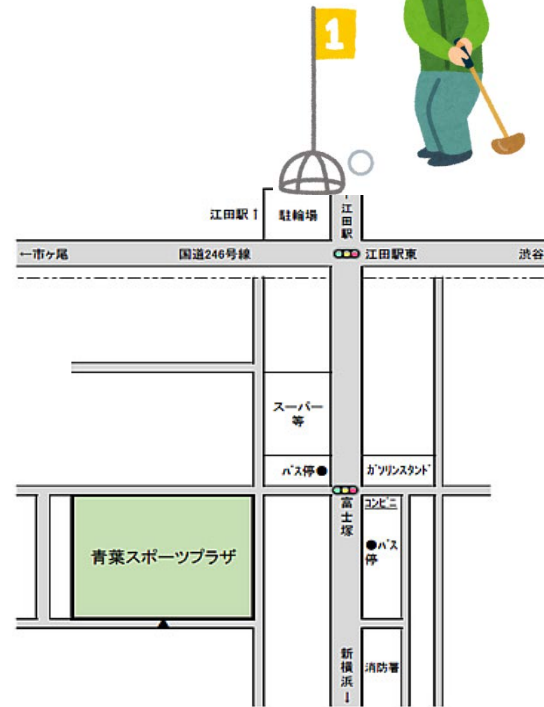 1
江田駅↑
駐輪場
↑江田駅
←市ヶ尾
国道246号線
江田駅東
渋谷
スーパー
等
バス停●
ガソリンスタンド
富士塚
コンビニ
●バス
停
青葉スポーツプラザ
新横浜↓
消防署